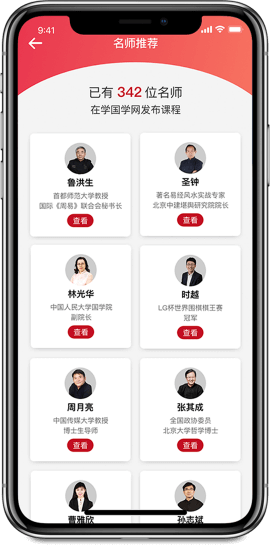 9:41
名师推荐
已有 342 位名师
在学国学网发布课程
鲁洪生
首都师范大学教授
国际《周易》联合会秘书长
查看
圣钟
著名易经风水实战专家
北京中建堪舆研究院院长
查看
林光华
中国人民大学国学院
副院长
查看
时越
LG杯世界围棋棋王赛
冠军
查看
周月亮
中国传媒大学教授
博士生导师
查看
张其成
全国政协委员
北京大学哲学博士
查看
曹雅欣
孙志斌